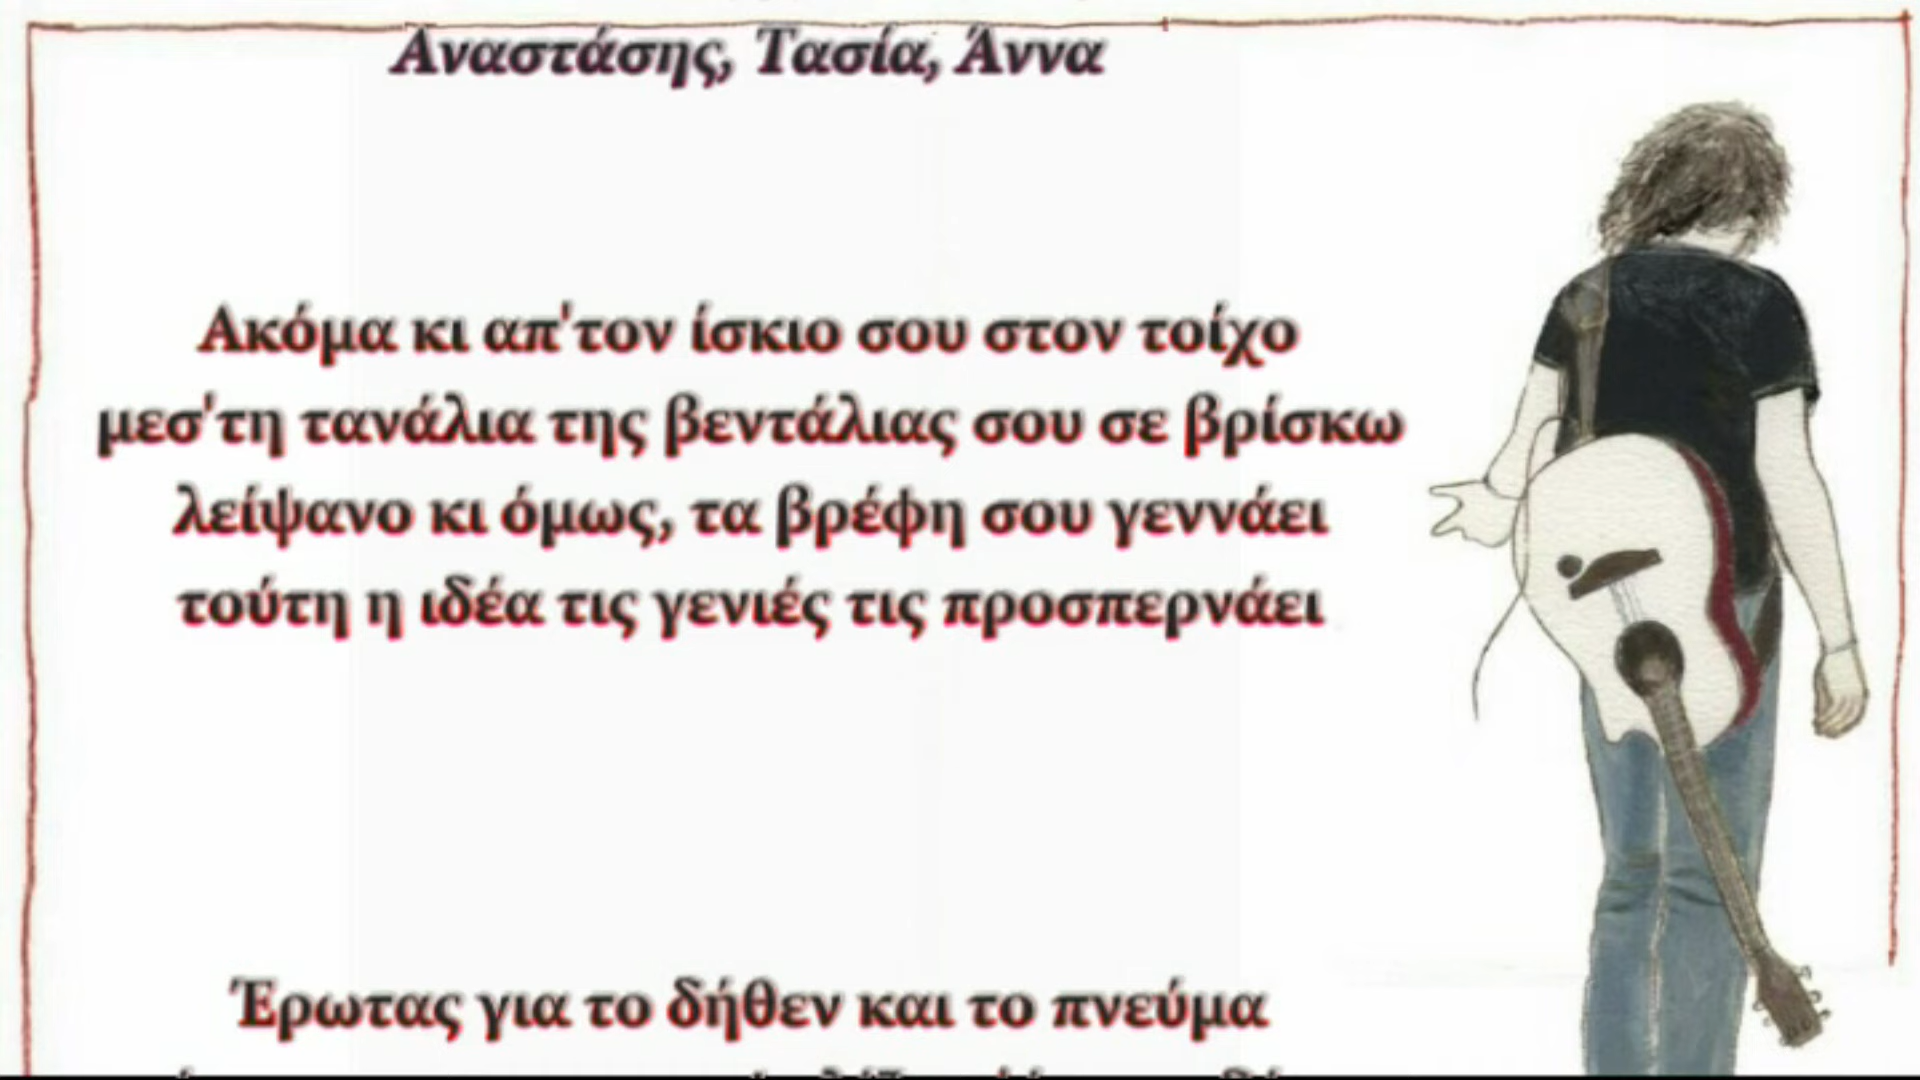 Αναστάσης, Τασία, Άννα
Ακόμα κι απ'τον ίσκιο σου στον τοίχο
μεσ'τη τανάλια της βεντάλιας σου σε βρίσκω
λείψανο κι όμως, τα βρέφη σου γεννάει
τούτη η ιδέα τις γενιές τις προσπερνάει
Έρωτας για το δήθεν και το πνεύμα